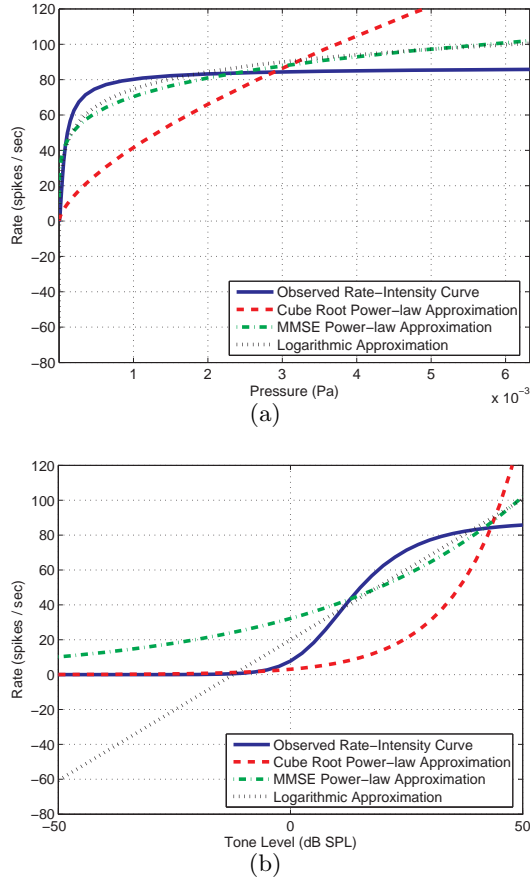 120
100
80
60
40
20
0
−20
−40
−60
−80
Rate (spikes / sec)
1 2 3 4 5 6
Pressure (Pa)
x 10−3
Observed Rate−Intensity Curve
Cube Root Power−law Approximation
MMSE Power−law Approximation
Logarithmic Approximation
(a)
120
100
80
60
40
20
0
−20
−40
−60
−80
Rate (spikes / sec)
Observed Rate−Intensity Curve
Cube Root Power−law Approximation
MMSE Power−law Approximation
Logarithmic Approximation
−50 0 50
Tone Level (dB SPL)
(b)